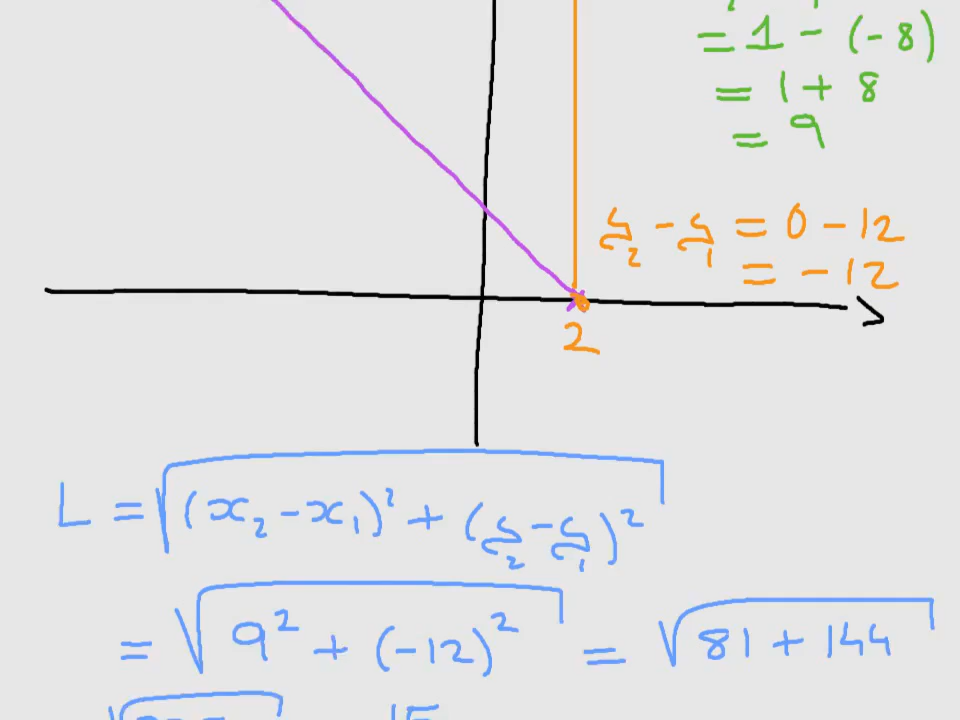 = 1 - (-8)
= 1 + 8
= 9
y₂ - y₁ = 0 - 12
= -12
2
L = √((x₂ - x₁)² + (y₂ - y₁)²)
= √(9² + (-12)²) = √(81 + 144)